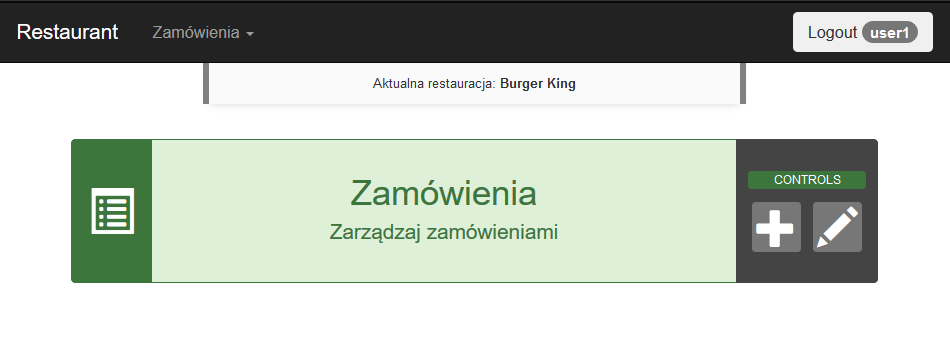 Restaurant Zamówienia Logout user1
Aktualna restauracja: Burger King
Zamówienia
Zarządzaj zamówieniami
CONTROLS